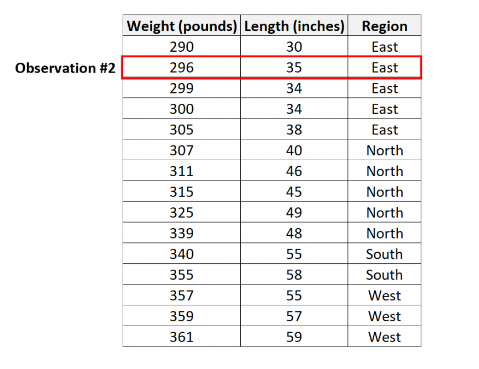 Weight (pounds) Length (inches) Region
290 30 East
Observation #2 296 35 East
299 34 East
300 34 East
305 38 East
307 40 North
311 46 North
315 45 North
325 49 North
339 48 North
340 55 South
355 58 South
357 55 West
359 57 West
361 59 West